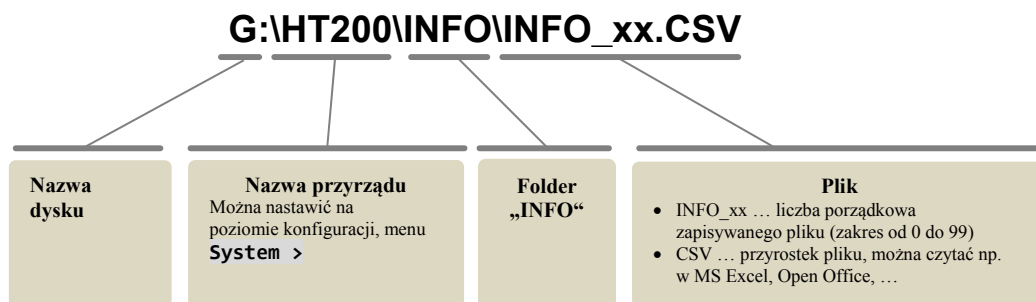 G:\HT200\INFO\INFO_xx.CSV
Nazwa
dysku
Nazwa przyrządu
Można nastawić na
poziomie konfiguracji, menu
System >
Folder
„INFO“
Plik
• INFO_xx … liczba porządkowa
zapisywanego pliku (zakres od 0 do 99)
• CSV … przyrostek pliku, można czytać np.
w MS Excel, Open Office, …